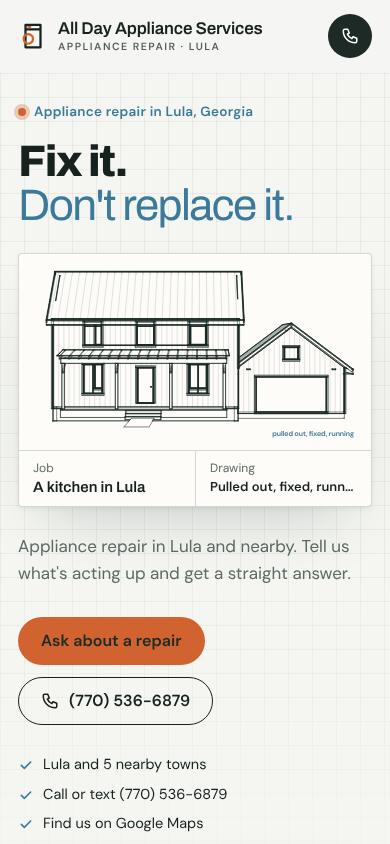 All Day Appliance Services
APPLIANCE REPAIR · LULA
Appliance repair in Lula, Georgia
Fix it.
Don't replace it.
pulled out, fixed, running
Job
A kitchen in Lula
Drawing
Pulled out, fixed, runn...
Appliance repair in Lula and nearby. Tell us
what's acting up and get a straight answer.
Ask about a repair
(770) 536-6879
Lula and 5 nearby towns
Call or text (770) 536-6879
Find us on Google Maps